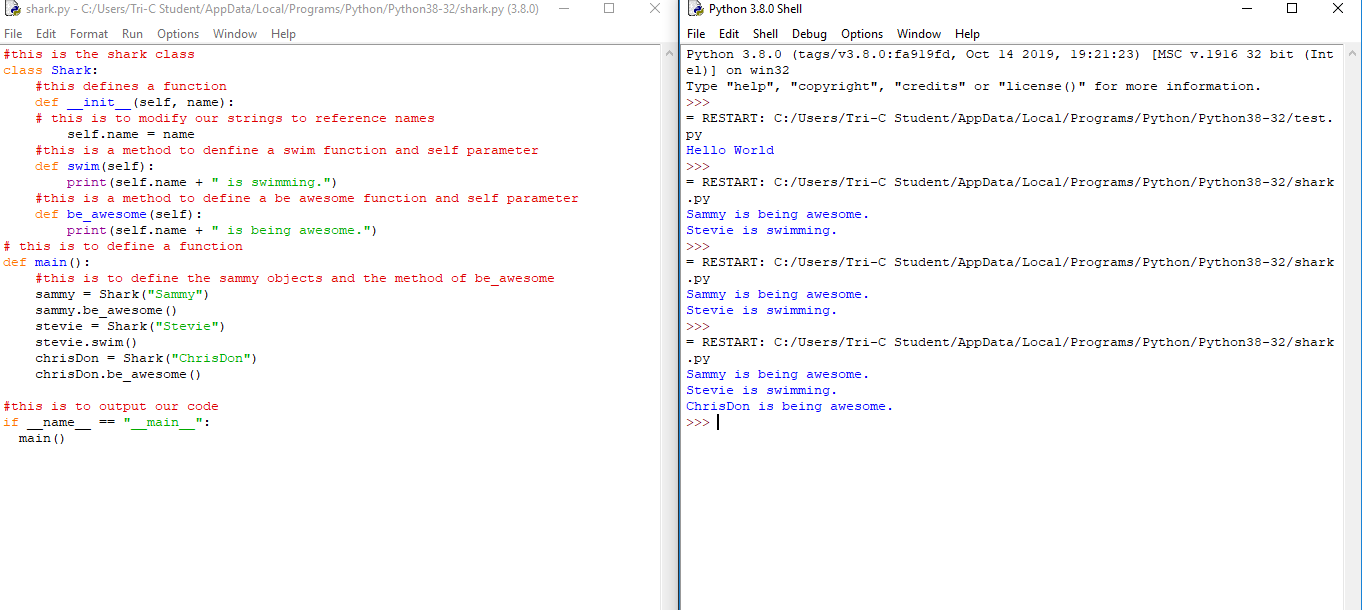 shark.py - C:/Users/Tri-C Student/AppData/Local/Programs/Python/Python38-32/shark.py (3.8.0)
File Edit Format Run Options Window Help
#this is the shark class
class Shark:
    #this defines a function
    def __init__(self, name):
    # this is to modify our strings to reference names
        self.name = name
    #this is a method to denfine a swim function and self parameter
    def swim(self):
        print(self.name + " is swimming.")
    #this is a method to define a be awesome function and self parameter
    def be_awesome(self):
        print(self.name + " is being awesome.")
# this is to define a function
def main():
    #this is to define the sammy objects and the method of be_awesome
    sammy = Shark("Sammy")
    sammy.be_awesome()
    stevie = Shark("Stevie")
    stevie.swim()
    chrisDon = Shark("ChrisDon")
    chrisDon.be_awesome()
#this is to output our code
if __name__ == "__main__":
  main()
Python 3.8.0 Shell
File Edit Shell Debug Options Window Help
Python 3.8.0 (tags/v3.8.0:fa919fd, Oct 14 2019, 19:21:23) [MSC v.1916 32 bit (Int
el)] on win32
Type "help", "copyright", "credits" or "license()" for more information.
>>>
= RESTART: C:/Users/Tri-C Student/AppData/Local/Programs/Python/Python38-32/test.
py
Hello World
>>>
= RESTART: C:/Users/Tri-C Student/AppData/Local/Programs/Python/Python38-32/shark
.py
Sammy is being awesome.
Stevie is swimming.
>>>
= RESTART: C:/Users/Tri-C Student/AppData/Local/Programs/Python/Python38-32/shark
.py
Sammy is being awesome.
Stevie is swimming.
>>>
= RESTART: C:/Users/Tri-C Student/AppData/Local/Programs/Python/Python38-32/shark
.py
Sammy is being awesome.
Stevie is swimming.
ChrisDon is being awesome.
>>>